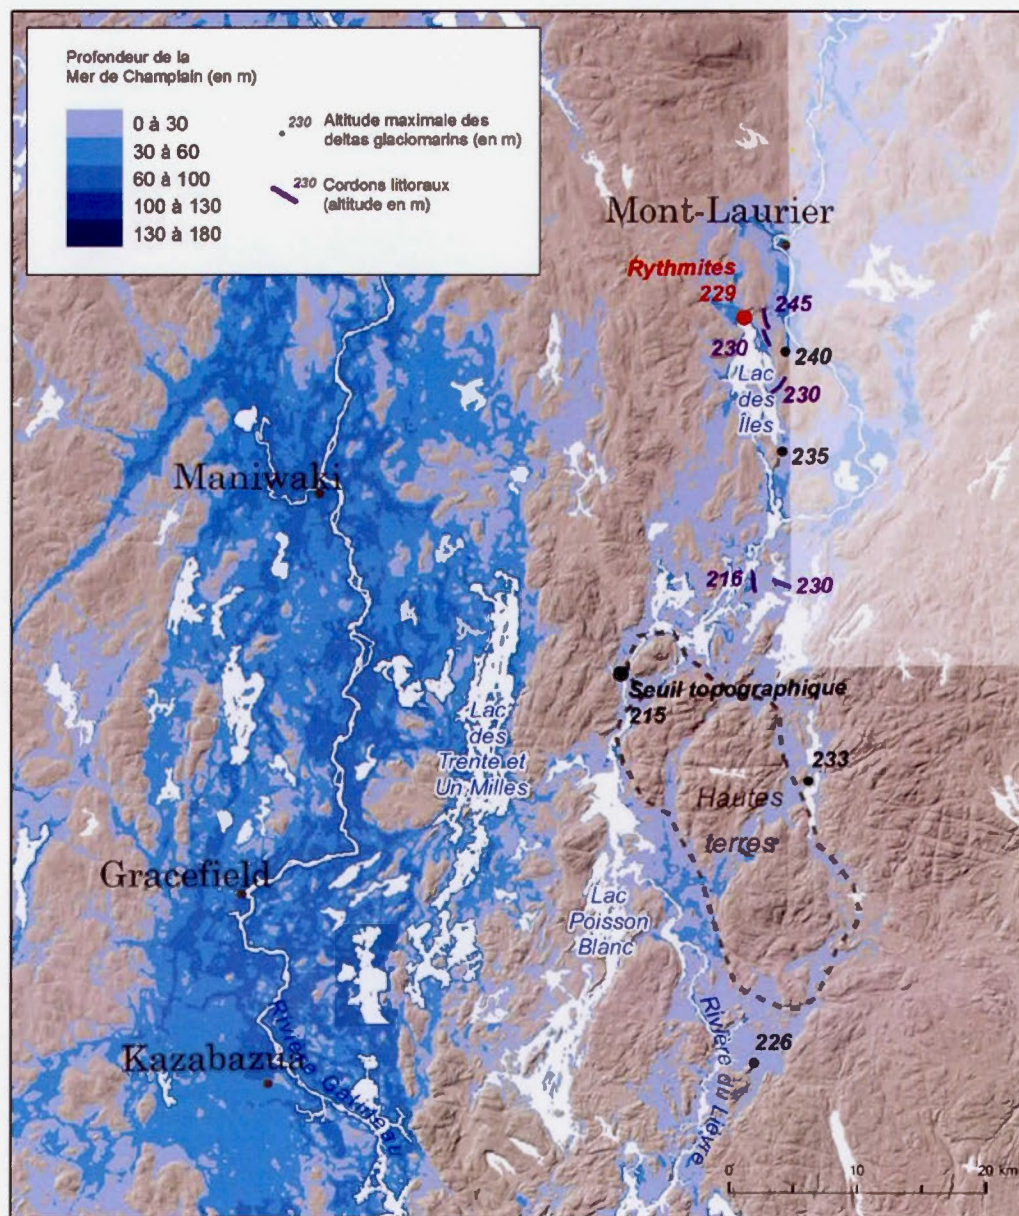 Profondeur de la
Mer de Champlain (en m)
0 à 30
30 à 60
60 à 100
100 à 130
130 à 180
230 Altitude maximale des
deltas glaciomarins (en m)
230 Cordons littoraux
(altitude en m)
Mont-Laurier
Rythmites
229
245
230
240
Lac
des
Îles
230
235
Maniwaki
216
230
Seuil topographique
215
Lac
des
Trente et
Un Milles
233
Hautes
terres
Gracefield
Lac
Poisson
Blanc
Rivière Gatineau
Rivière du Lièvre
226
Kazabazua
0 10 20 km